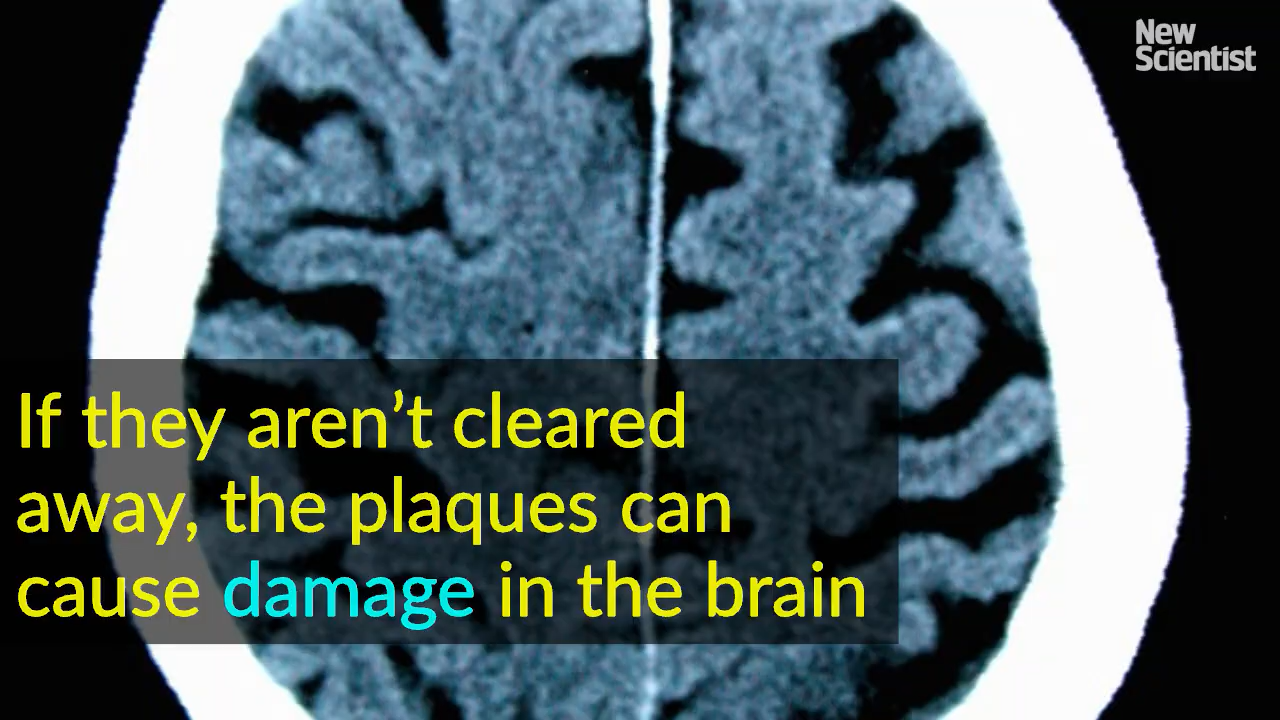 New
Scientist
If they aren’t cleared
away, the plaques can
cause damage in the brain